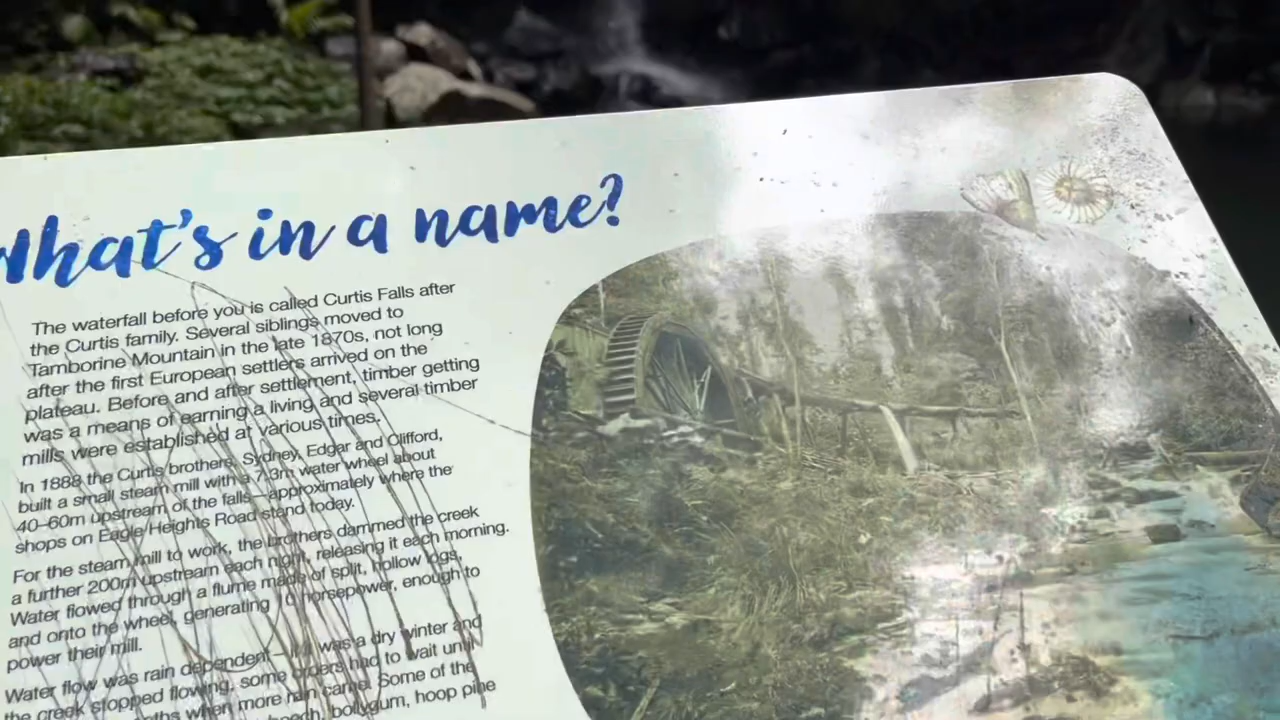 What's in a name?
The waterfall before you is called Curtis Falls after
the Curtis family. Several siblings moved to
Tamborine Mountain in the late 1870s, not long
after the first European settlers arrived on the
plateau. Before and after settlement, timber getting
was a means of earning a living and several timber
mills were established at various times.
In 1888 the Curtis brothers, Sydney, Edgar and Clifford,
built a small steam mill with a 7.3m water wheel about
40–60m upstream of the falls—approximately where the
shops on Eagle Heights Road stand today.
For the steam mill to work, the brothers dammed the creek
a further 200m upstream each night, releasing it each morning.
Water flowed through a flume made of split, hollow logs,
and onto the wheel, generating 10 horsepower, enough to
power their mill.
Water flow was rain dependent— was a dry winter and
the creek stopped flowing, some orders had to wait until
when more rain came. Some of the
bollygum, hoop pine